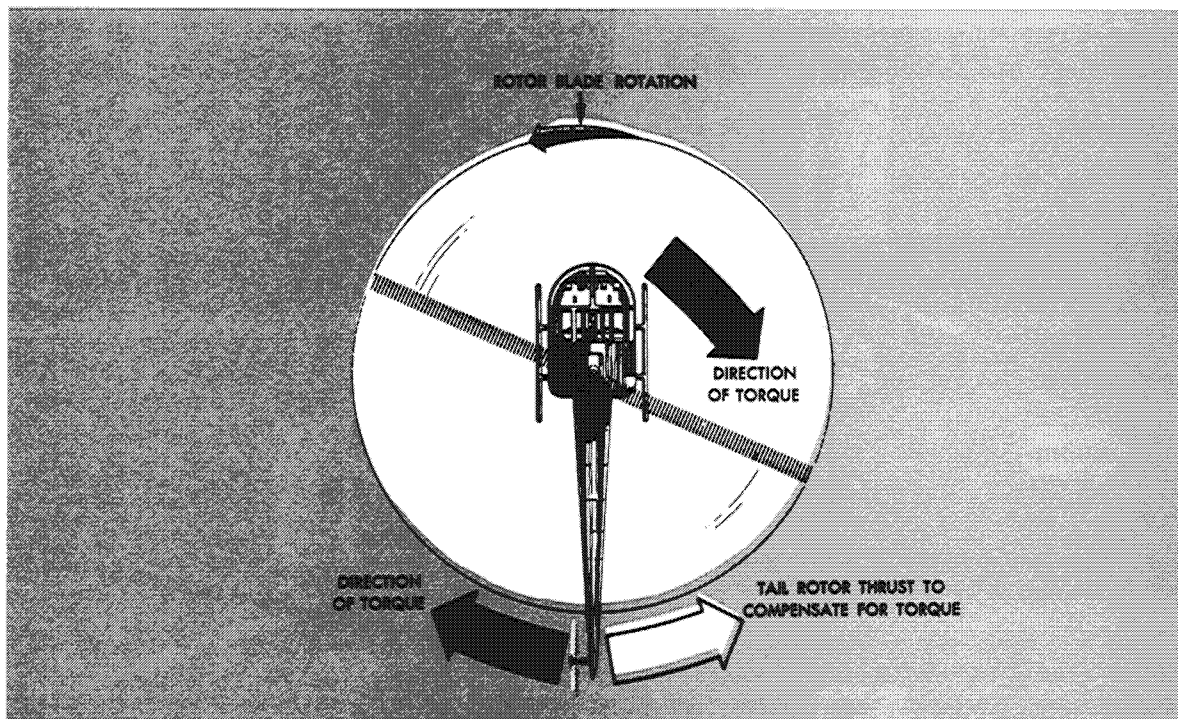 ROTOR BLADE ROTATION
DIRECTION
OF TORQUE
DIRECTION
OF TORQUE
TAIL ROTOR THRUST TO
COMPENSATE FOR TORQUE